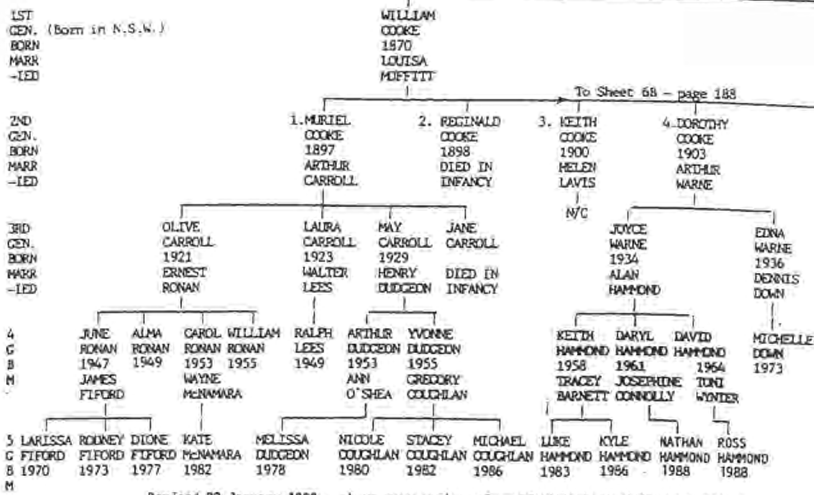 1ST WILLIAM
GEN. (Born in N.S.W.) COOKE
BORN 1870
MARR LOUISA
-IED MOFFITT
To Sheet 68 - page 188
2ND 1. MURIEL 2. REGINALD 3. KEITH 4. DOROTHY
GEN. COOKE COOKE COOKE COOKE
BORN 1897 1898 1900 1903
MARR ARTHUR DIED IN HELEN ARTHUR
-IED CARROLL INFANCY LAVIS WARNE
N/C
3RD OLIVE LAURA MAY JANE JOYCE EDNA
GEN. CARROLL CARROLL CARROLL CARROLL WARNE WARNE
BORN 1921 1923 1929 1934 1936
MARR ERNEST WALTER HENRY DIED IN ALAN DENNIS
-IED RONAN LEES DUDGEON INFANCY HAMMOND DOWN
4 JUNE ALMA CAROL WILLIAM RALPH ARTHUR YVONNE KEITH DARYL DAVID MICHELLE
G RONAN RONAN RONAN RONAN LEES DUDGEON DUDGEON HAMMOND HAMMOND HAMMOND DOWN
B 1947 1949 1953 1955 1949 1953 1955 1958 1961 1964 1973
M JAMES WAYNE ANN GREGORY TRACEY JOSEPHINE TONI
FIFORD McNAMARA O'SHEA COUGHLAN BARNETT CONNOLLY WYNTER
5 LARISSA RODNEY DIONE KATE MELISSA NICOLE STACEY MICHAEL LUKE KYLE NATHAN ROSS
G FIFORD FIFORD FIFORD McNAMARA DUDGEON COUGHLAN COUGHLAN COUGHLAN HAMMOND HAMMOND HAMMOND HAMMOND
B 1970 1973 1977 1982 1978 1980 1982 1986 1983 1986 1988 1988
M